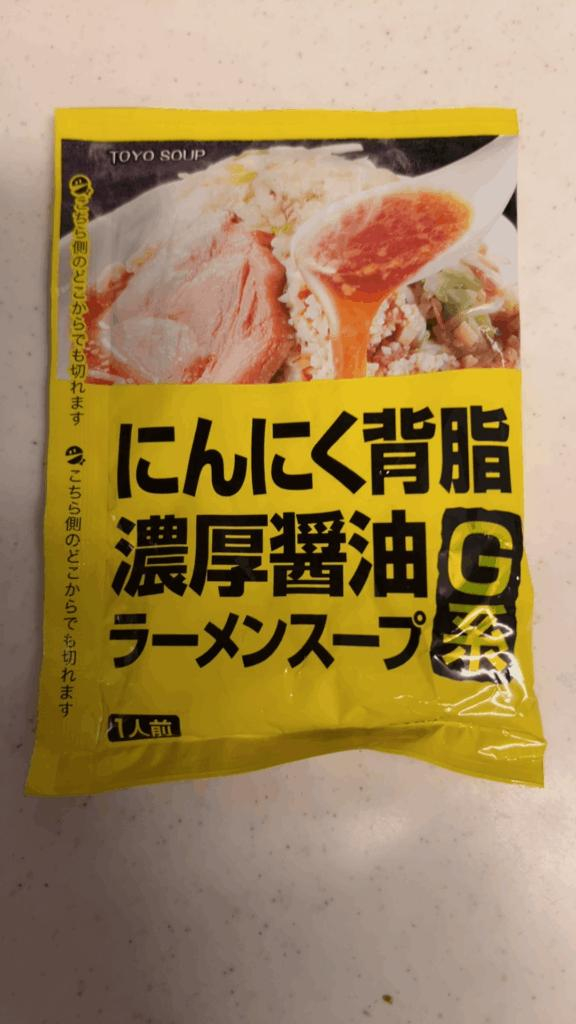 TOYO SOUP
こちら側のどこからでも切れます
こちら側のどこからでも切れます
にんにく背脂
濃厚醤油
G系
ラーメンスープ
1人前